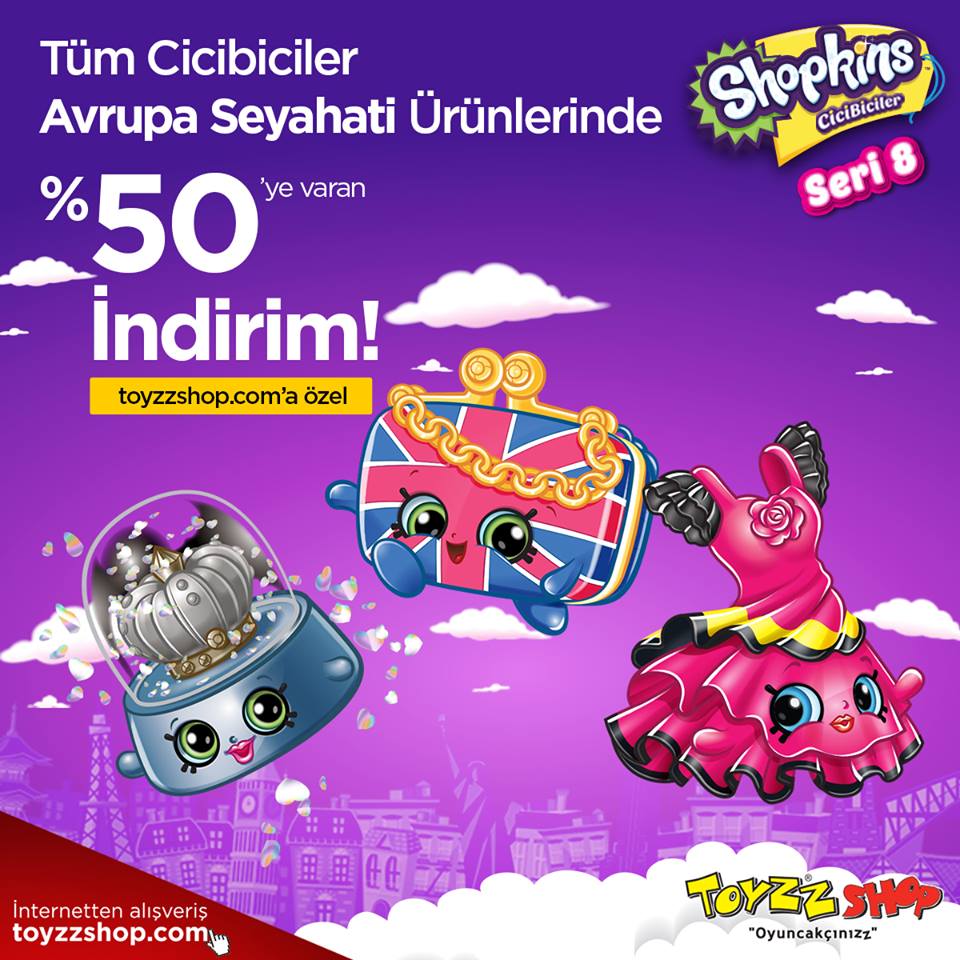 Tüm Cicibiciler
Avrupa Seyahati Ürünlerinde
%50'ye varan
İndirim!
toyzzshop.com'a özel
Shopkins™
CiciBiciler
Seri 8
İnternetten alışveriş
toyzzshop.com
TOYZZ® SHOP
"Oyuncakçınızz"